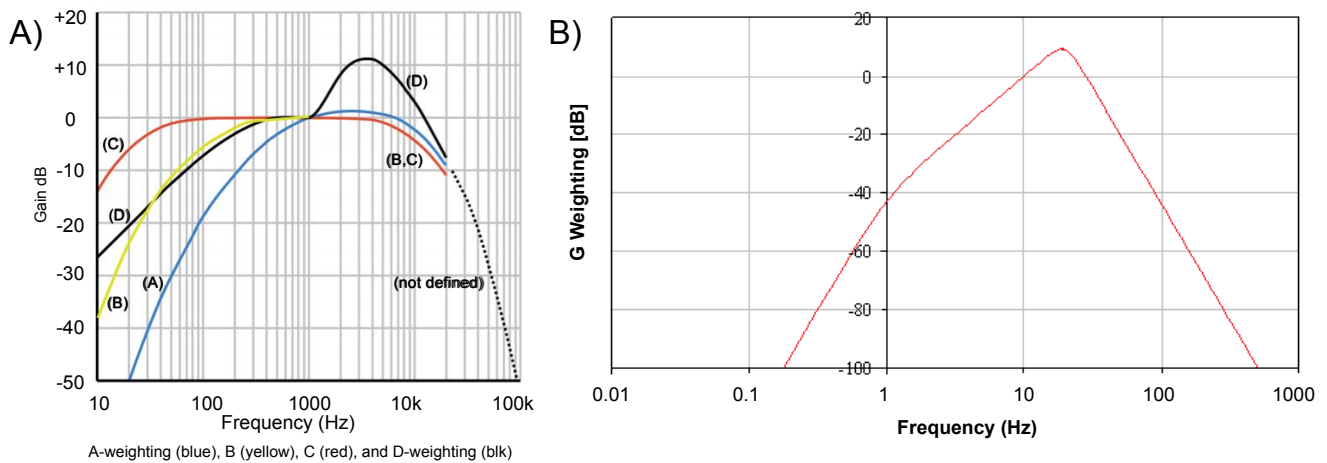 A)
+20
+10
0
-10
-20
-30
-40
-50
Gain dB
(C)
(D)
(B)
(A)
(D)
(B,C)
(not defined)
10 100 1000 10k 100k
Frequency (Hz)
A-weighting (blue), B (yellow), C (red), and D-weighting (blk)
B)
20
0
-20
-40
-60
-80
-100
G Weighting [dB]
0.01 0.1 1 10 100 1000
Frequency (Hz)